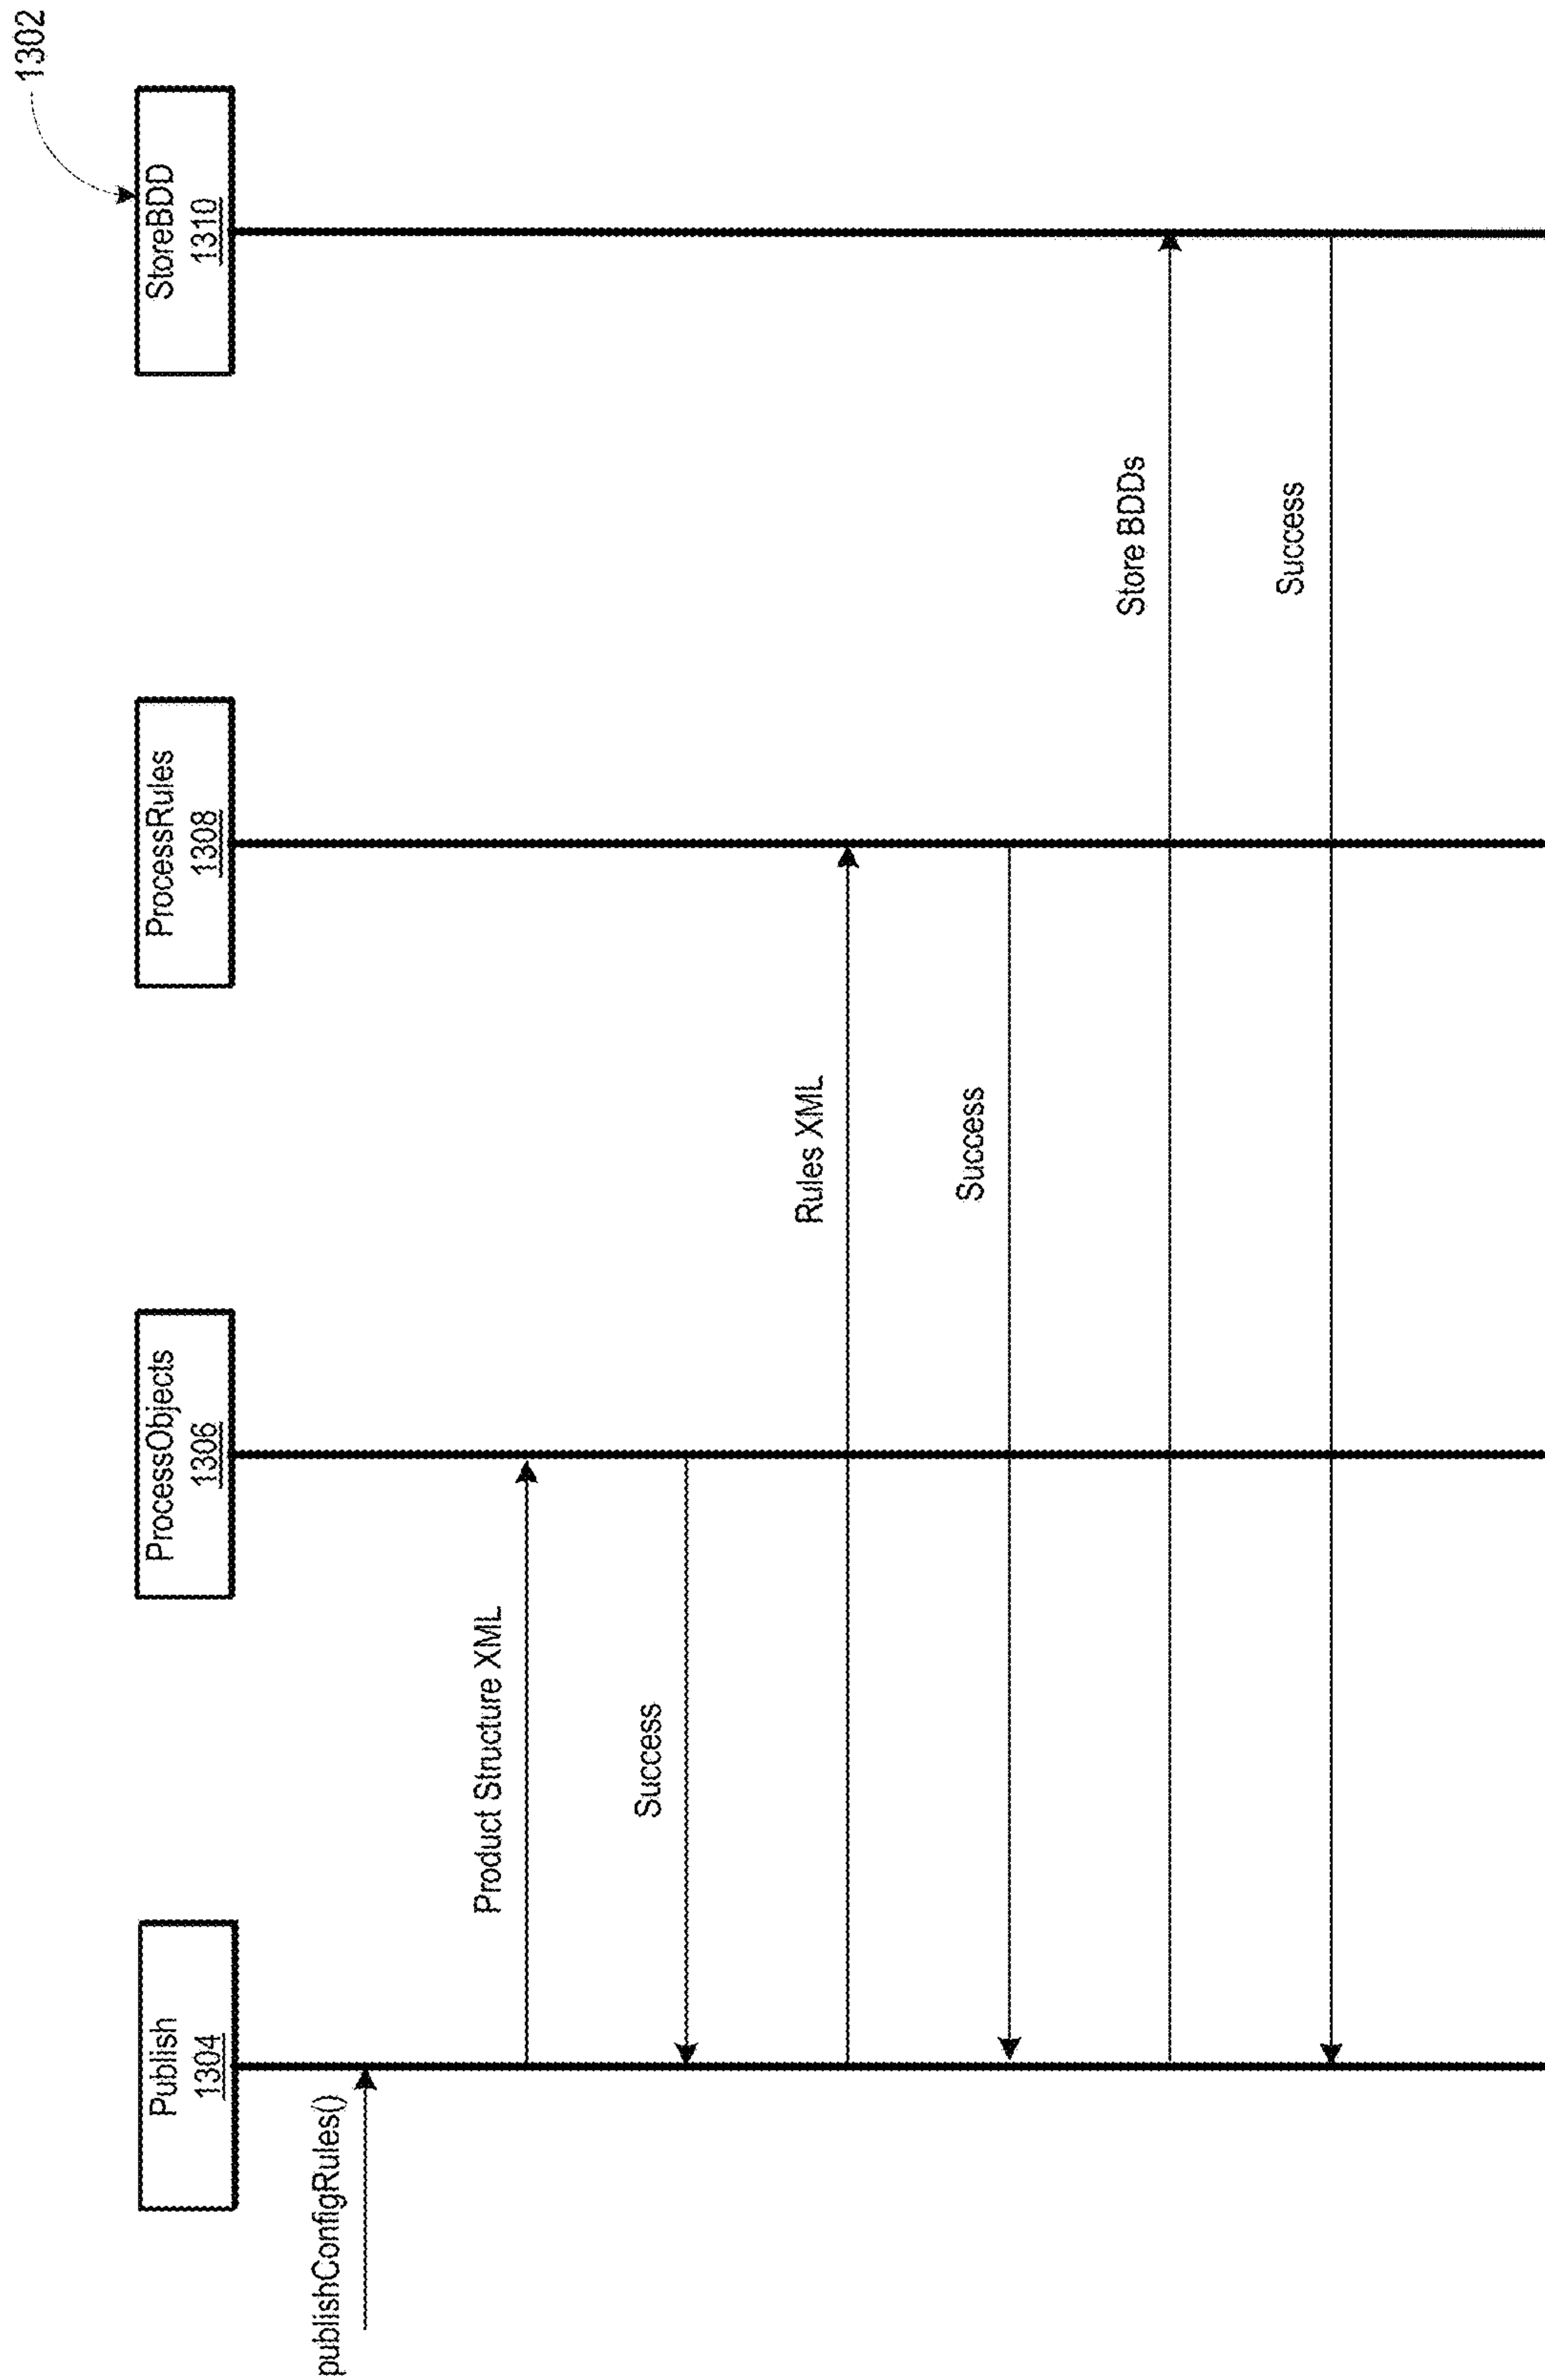 1302
Publish
1304
ProcessObjects
1306
ProcessRules
1308
StoreBDD
1310
publishConfigRules()
Product Structure XML
Success
Rules XML
Success
Store BDDs
Success